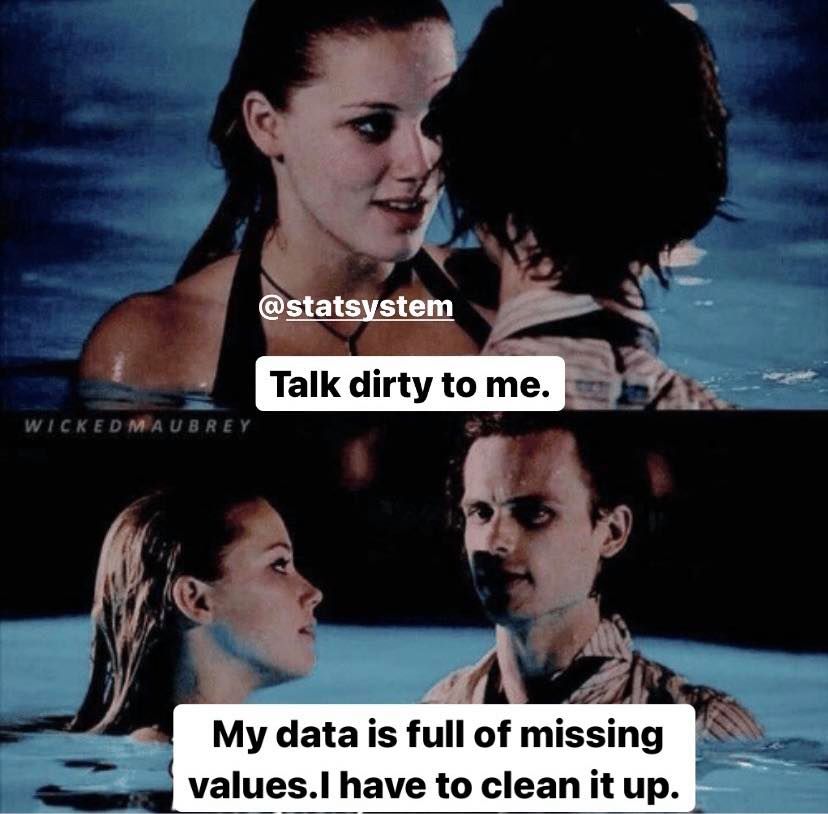 @statsystem
Talk dirty to me.
WICKEDMAUBREY
My data is full of missing
values.I have to clean it up.